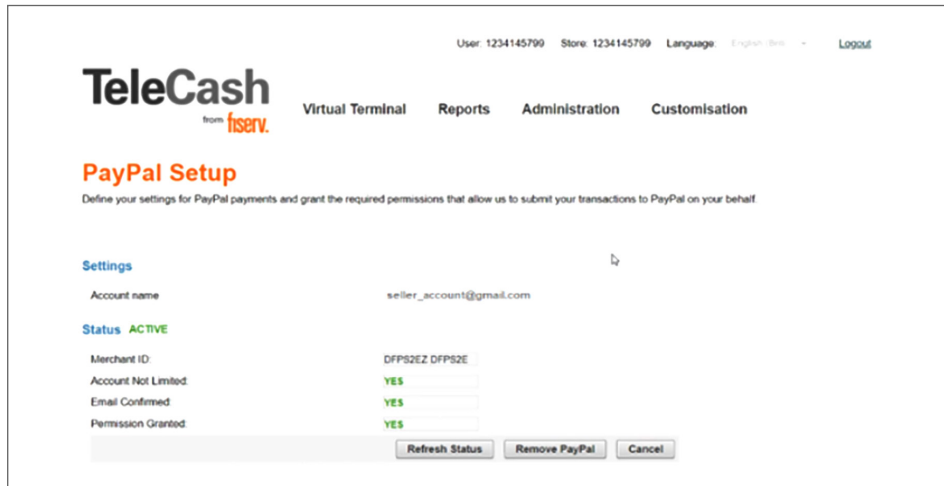 User: 1234145799 Store: 1234145799 Language: Logout
TeleCash
from fiserv.
Virtual Terminal Reports Administration Customisation
PayPal Setup
Define your settings for PayPal payments and grant the required permissions that allow us to submit your transactions to PayPal on your behalf.
Settings
Account name seller_account@gmail.com
Status ACTIVE
Merchant ID: DFPS2EZ DFPS2E
Account Not Limited: YES
Email Confirmed: YES
Permission Granted: YES
Refresh Status Remove PayPal Cancel